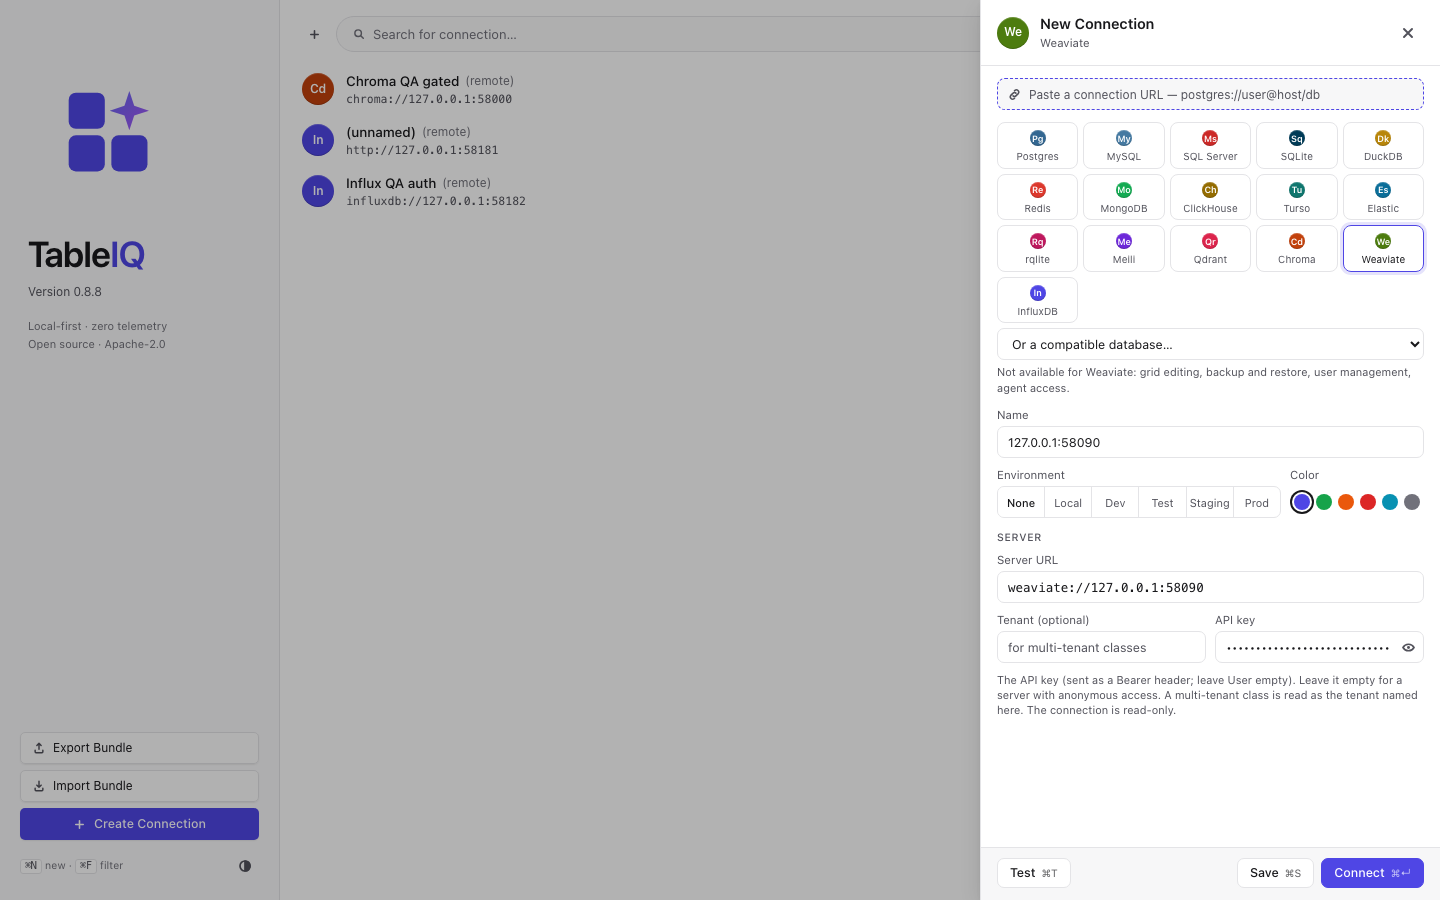 TableIQ
Version 0.8.8
Local-first · zero telemetry
Open source · Apache-2.0
Export Bundle
Import Bundle
+ Create Connection
⌘N new · ⌘F filter
+
Search for connection...
Cd
Chroma QA gated (remote)
chroma://127.0.0.1:58000
In
(unnamed) (remote)
http://127.0.0.1:58181
In
Influx QA auth (remote)
influxdb://127.0.0.1:58182
We
New Connection
Weaviate
Paste a connection URL — postgres://user@host/db
Pg My Ms Sq Dk
Postgres MySQL SQL Server SQLite DuckDB
Re Mo Ch Tu Es
Redis MongoDB ClickHouse Turso Elastic
Rq Me Qr Cd We
rqlite Meili Qdrant Chroma Weaviate
In
InfluxDB
Or a compatible database...
Not available for Weaviate: grid editing, backup and restore, user management,
agent access.
Name
127.0.0.1:58090
Environment Color
None Local Dev Test Staging Prod
SERVER
Server URL
weaviate://127.0.0.1:58090
Tenant (optional) API key
for multi-tenant classes
The API key (sent as a Bearer header; leave User empty). Leave it empty for a
server with anonymous access. A multi-tenant class is read as the tenant named
here. The connection is read-only.
Test ⌘T Save ⌘S Connect ⌘↵